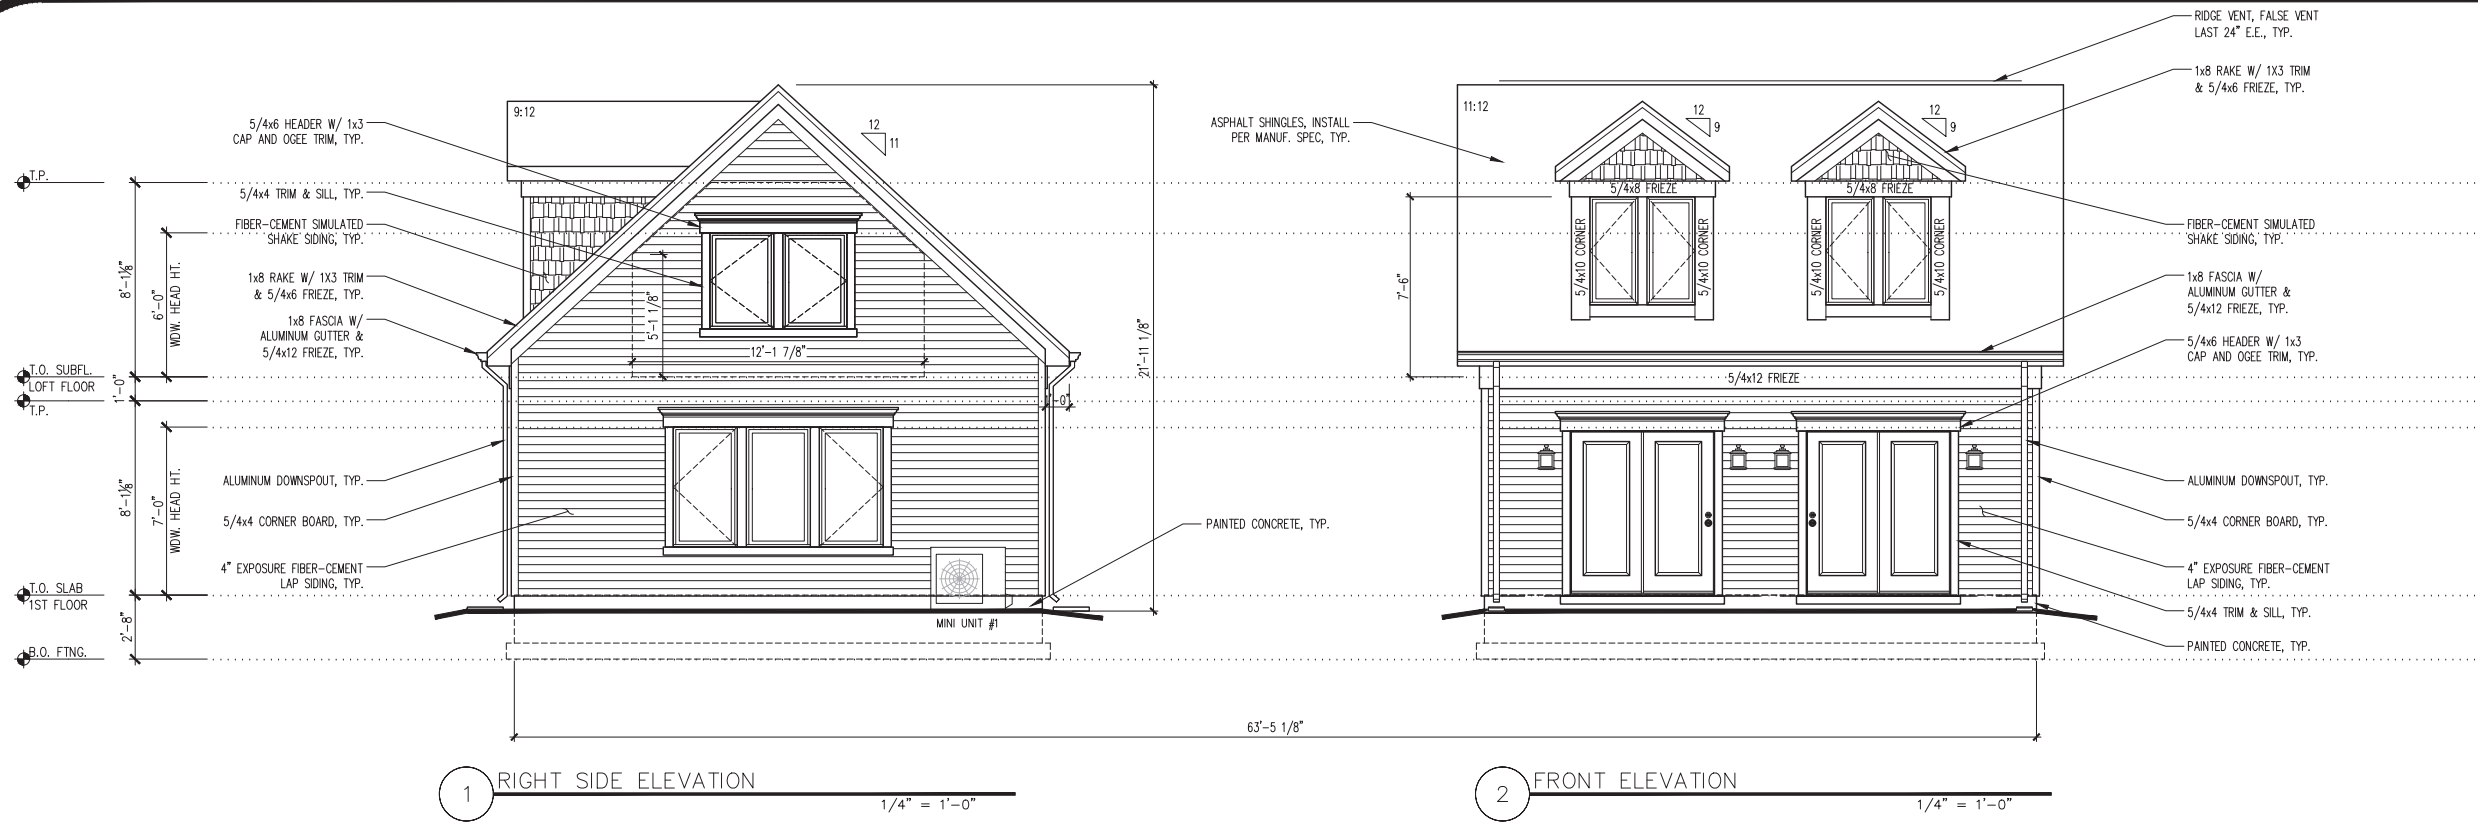 RIDGE VENT, FALSE VENT
LAST 24" E.E., TYP.
1x8 RAKE W/ 1X3 TRIM
& 5/4x6 FRIEZE, TYP.
9:12
12
11
5/4x6 HEADER W/ 1x3
CAP AND OGEE TRIM, TYP.
ASPHALT SHINGLES, INSTALL
PER MANUF. SPEC, TYP.
11:12
12
9
12
9
T.P.
5/4x4 TRIM & SILL, TYP.
5/4x8 FRIEZE
5/4x8 FRIEZE
FIBER-CEMENT SIMULATED
SHAKE SIDING, TYP.
FIBER-CEMENT SIMULATED
SHAKE SIDING, TYP.
5/4x10 CORNER
5/4x10 CORNER
5/4x10 CORNER
5/4x10 CORNER
8'-1⅛"
6'-0"
WDW. HEAD HT.
1x8 RAKE W/ 1X3 TRIM
& 5/4x6 FRIEZE, TYP.
1x8 FASCIA W/
ALUMINUM GUTTER &
5/4x12 FRIEZE, TYP.
5'-1 1/8"
12'-1 7/8"
21'-11 1/8"
7'-6"
1x8 FASCIA W/
ALUMINUM GUTTER &
5/4x12 FRIEZE, TYP.
5/4x6 HEADER W/ 1x3
CAP AND OGEE TRIM, TYP.
T.O. SUBFL.
LOFT FLOOR
1'-0"
T.P.
5/4x12 FRIEZE
1'-0"
8'-1⅛"
7'-0"
WDW. HEAD HT.
ALUMINUM DOWNSPOUT, TYP.
5/4x4 CORNER BOARD, TYP.
4" EXPOSURE FIBER-CEMENT
LAP SIDING, TYP.
PAINTED CONCRETE, TYP.
ALUMINUM DOWNSPOUT, TYP.
5/4x4 CORNER BOARD, TYP.
4" EXPOSURE FIBER-CEMENT
LAP SIDING, TYP.
5/4x4 TRIM & SILL, TYP.
PAINTED CONCRETE, TYP.
T.O. SLAB
1ST FLOOR
2'-8"
B.O. FTNG.
MINI UNIT #1
63'-5 1/8"
1
RIGHT SIDE ELEVATION
1/4" = 1'-0"
2
FRONT ELEVATION
1/4" = 1'-0"